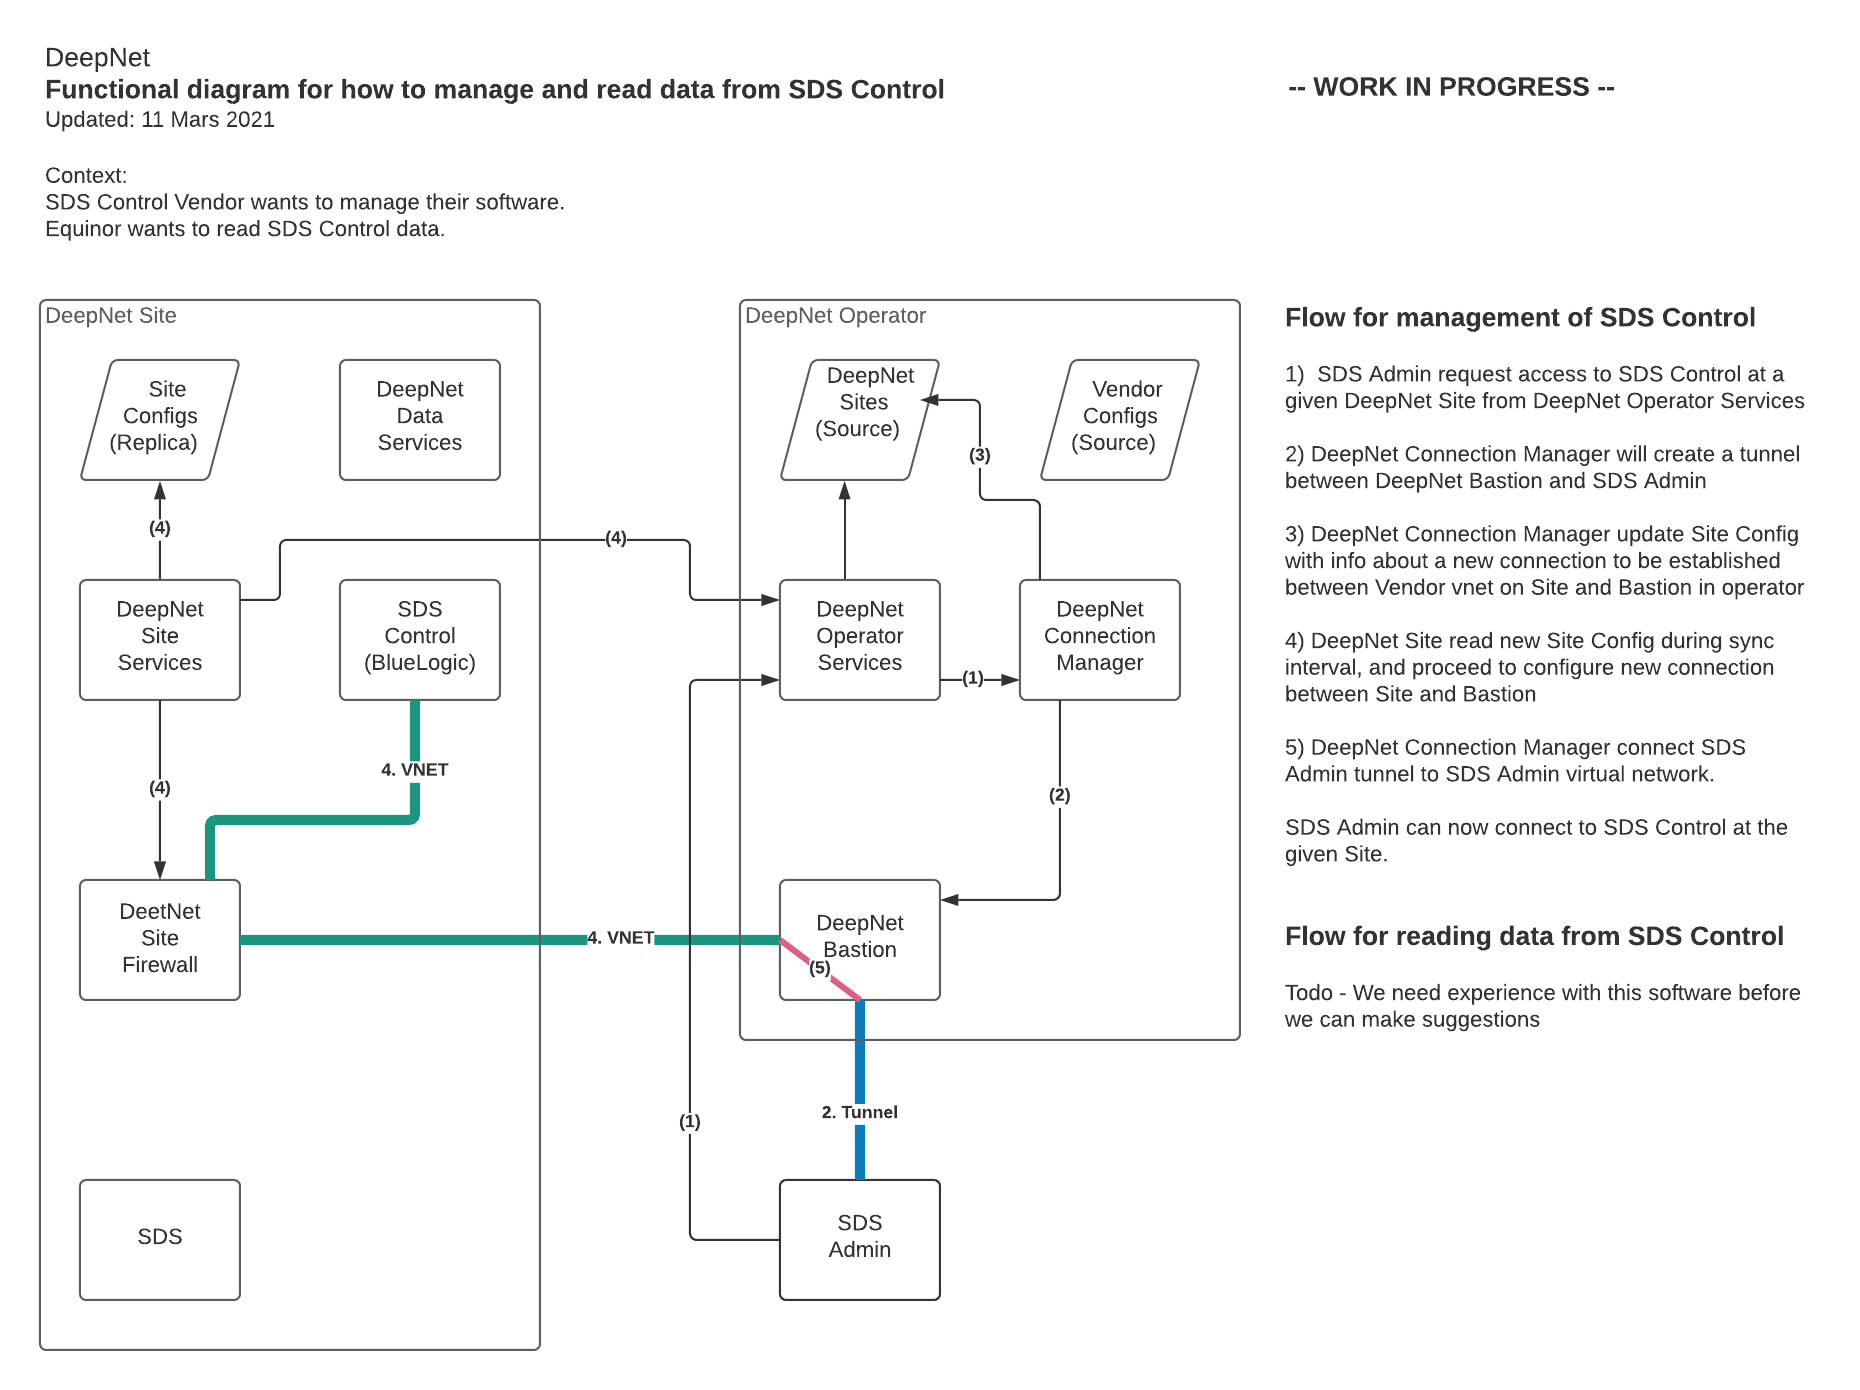 DeepNet
Functional diagram for how to manage and read data from SDS Control
Updated: 11 Mars 2021
-- WORK IN PROGRESS --
Context:
SDS Control Vendor wants to manage their software.
Equinor wants to read SDS Control data.
DeepNet Site
Site
Configs
(Replica)
DeepNet
Data
Services
(4)
(4)
DeepNet
Site
Services
SDS
Control
(BlueLogic)
4. VNET
(4)
DeetNet
Site
Firewall
4. VNET
SDS
DeepNet Operator
DeepNet
Sites
(Source)
Vendor
Configs
(Source)
(3)
DeepNet
Operator
Services
(1)
DeepNet
Connection
Manager
(2)
DeepNet
Bastion
(5)
(1)
2. Tunnel
SDS
Admin
Flow for management of SDS Control
1)  SDS Admin request access to SDS Control at a
given DeepNet Site from DeepNet Operator Services
2) DeepNet Connection Manager will create a tunnel
between DeepNet Bastion and SDS Admin
3) DeepNet Connection Manager update Site Config
with info about a new connection to be established
between Vendor vnet on Site and Bastion in operator
4) DeepNet Site read new Site Config during sync
interval, and proceed to configure new connection
between Site and Bastion
5) DeepNet Connection Manager connect SDS
Admin tunnel to SDS Admin virtual network.
SDS Admin can now connect to SDS Control at the
given Site.
Flow for reading data from SDS Control
Todo - We need experience with this software before
we can make suggestions